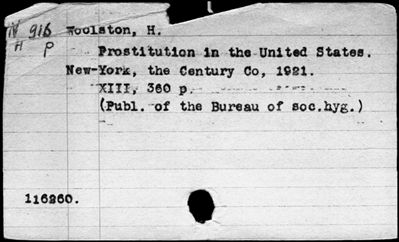 N 916 Woolston, H.
H P Prostitution in the United States.
New-York, the Century Co, 1921.
XIII, 360 p.
(Publ. of the Bureau of soc.hyg.)
116260.